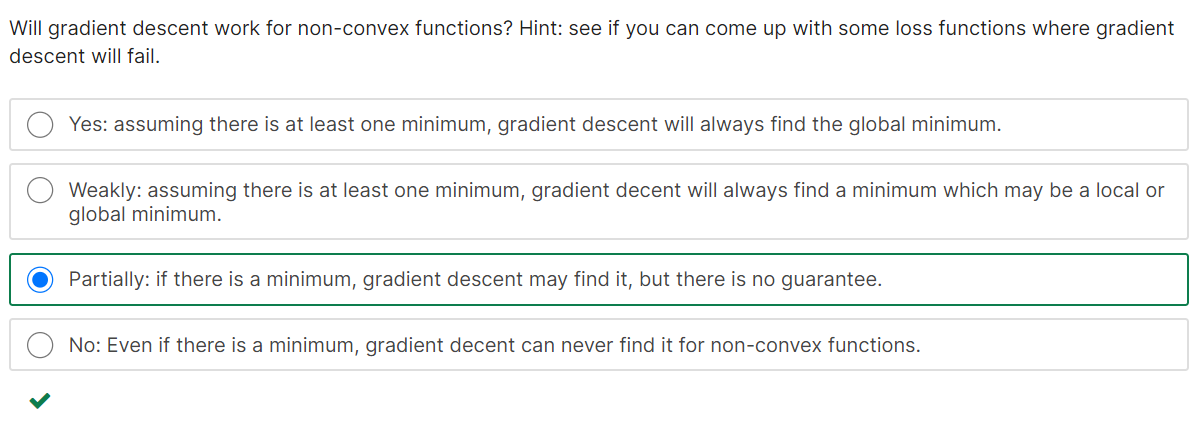 Will gradient descent work for non-convex functions? Hint: see if you can come up with some loss functions where gradient
descent will fail.
Yes: assuming there is at least one minimum, gradient descent will always find the global minimum.
Weakly: assuming there is at least one minimum, gradient decent will always find a minimum which may be a local or
global minimum.
Partially: if there is a minimum, gradient descent may find it, but there is no guarantee.
No: Even if there is a minimum, gradient decent can never find it for non-convex functions.